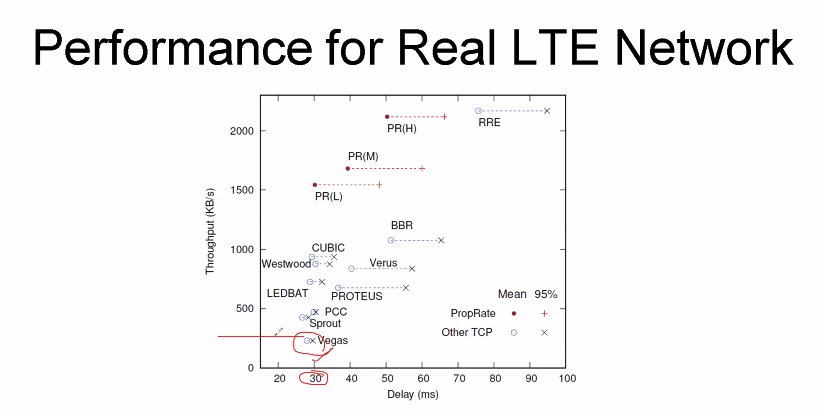 Performance for Real LTE Network
2000
1500
1000
500
0
Throughput (KB/s)
RRE
PR(H)
PR(M)
PR(L)
BBR
CUBIC
Westwood
Verus
LEDBAT
PROTEUS
PCC
Sprout
Vegas
Mean 95%
PropRate
Other TCP
20 30 40 50 60 70 80 90 100
Delay (ms)